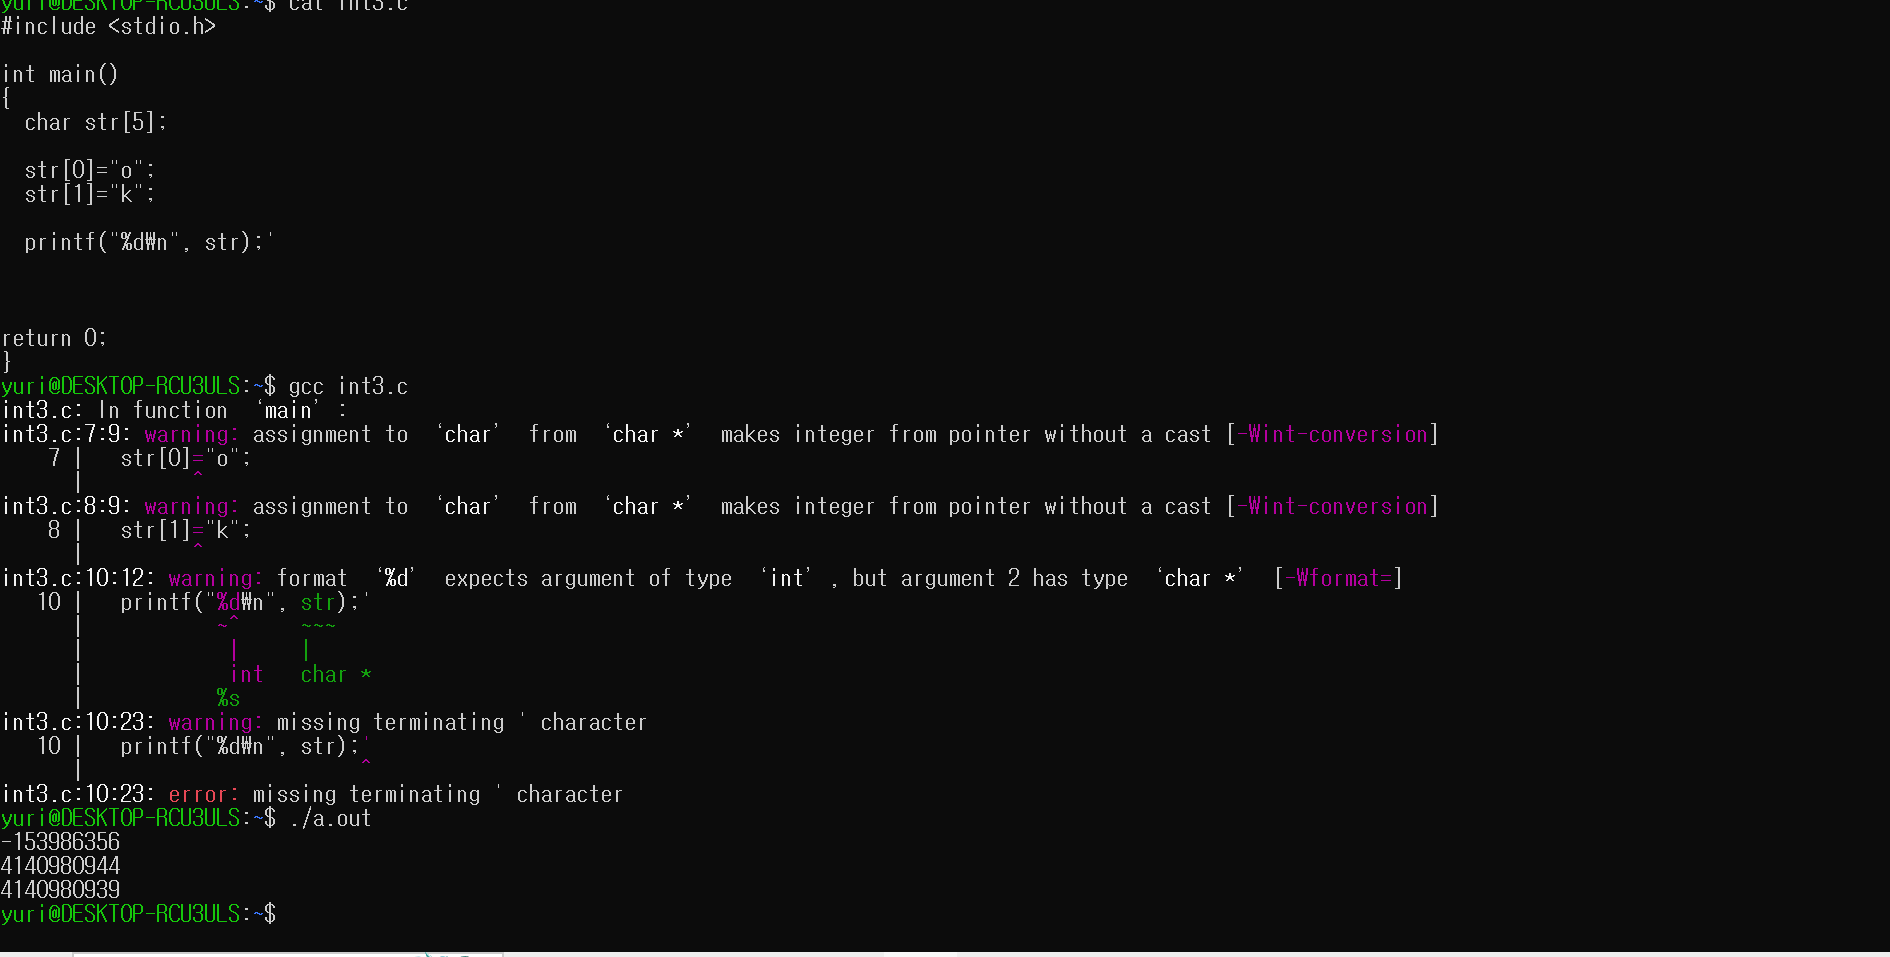 yuri@DESKTOP-RCU3ULS:~$ cat int3.c
#include <stdio.h>
int main()
{
  char str[5];
  str[0]="o";
  str[1]="k";
  printf("%d₩n", str);'
return 0;
}
yuri@DESKTOP-RCU3ULS:~$ gcc int3.c
int3.c: In function ‘main’:
int3.c:7:9: warning: assignment to ‘char’ from ‘char *’ makes integer from pointer without a cast [-Wint-conversion]
    7 |   str[0]="o";
      |         ^
int3.c:8:9: warning: assignment to ‘char’ from ‘char *’ makes integer from pointer without a cast [-Wint-conversion]
    8 |   str[1]="k";
      |         ^
int3.c:10:12: warning: format ‘%d’ expects argument of type ‘int’, but argument 2 has type ‘char *’ [-Wformat=]
   10 |   printf("%d₩n", str);'
      |           ~^     ~~~
      |            |     |
      |            int   char *
      |           %s
int3.c:10:23: warning: missing terminating ' character
   10 |   printf("%d₩n", str);'
      |                       ^
int3.c:10:23: error: missing terminating ' character
yuri@DESKTOP-RCU3ULS:~$ ./a.out
-153986356
4140980944
4140980939
yuri@DESKTOP-RCU3ULS:~$